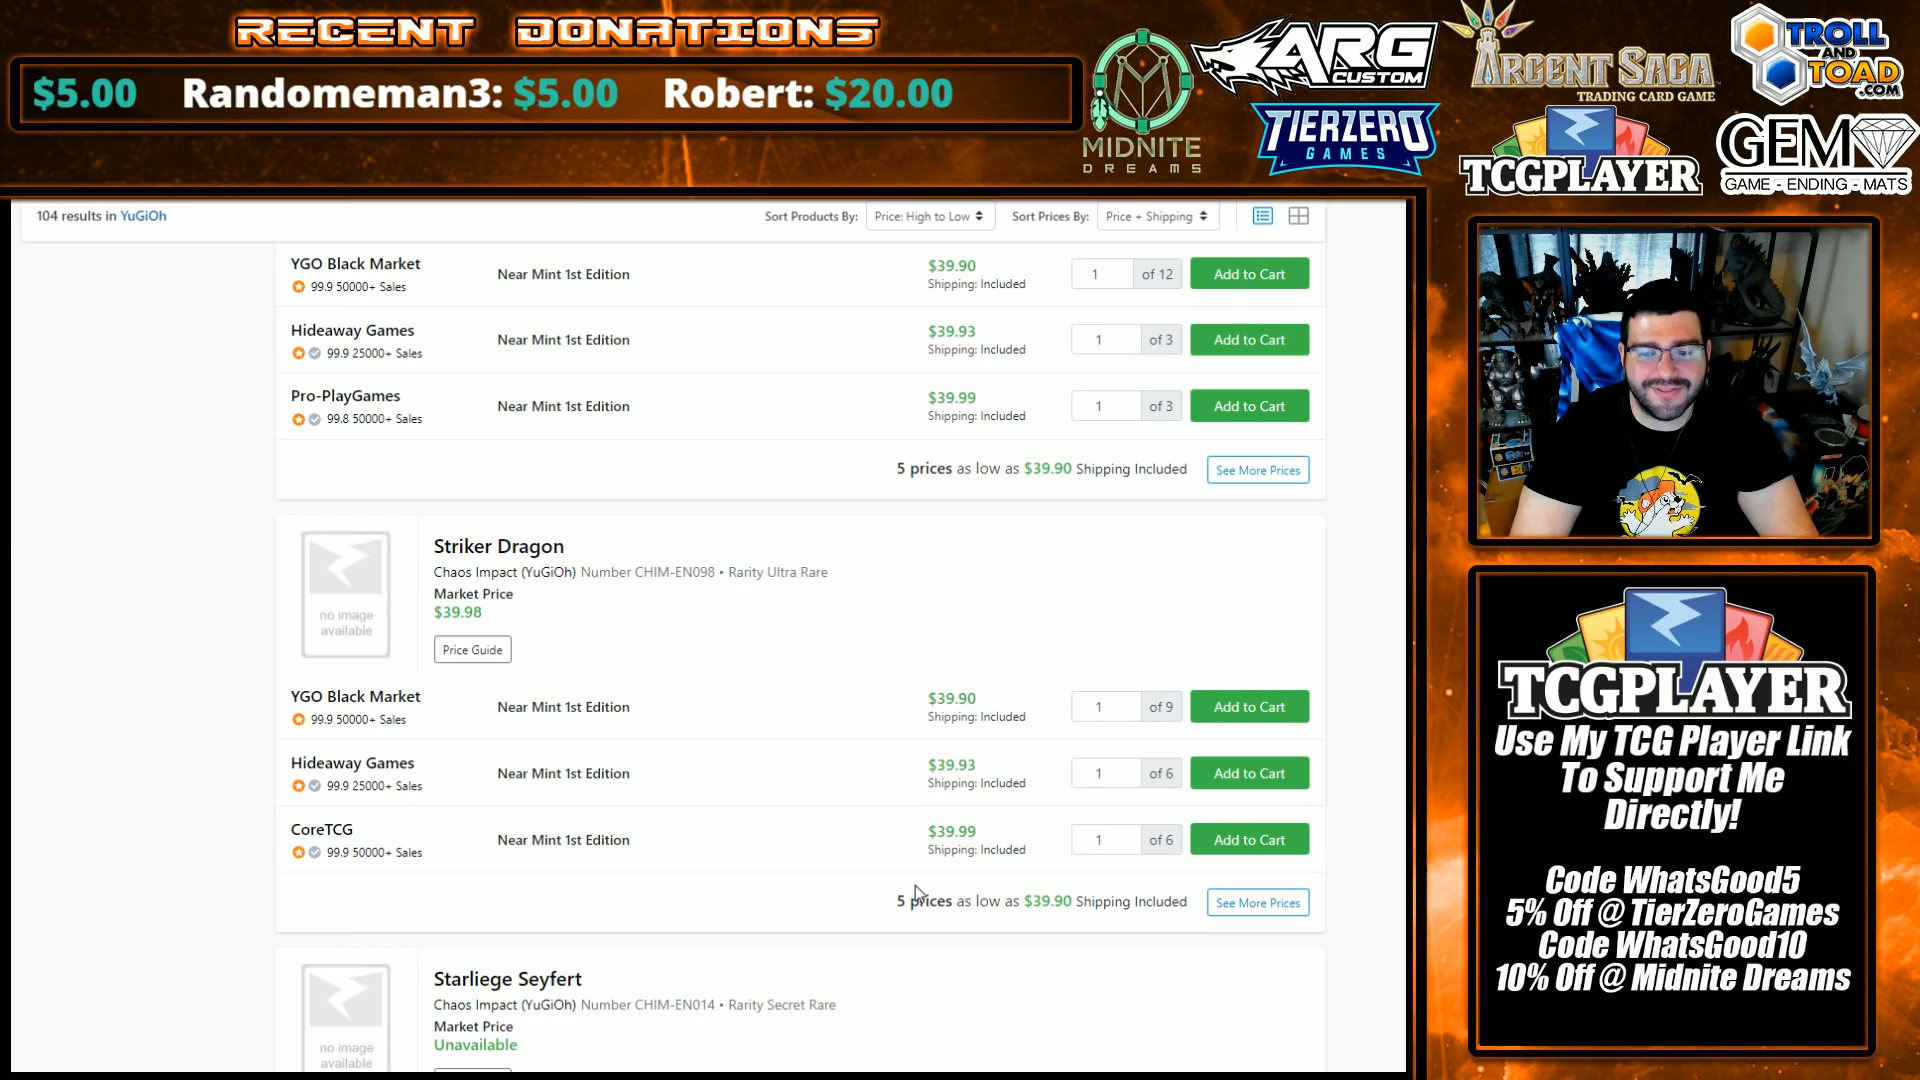 RECENT DONATIONS
$5.00 Randomeman3: $5.00 Robert: $20.00
MIDNITE
DREAMS
ARG
CUSTOM
TIERZERO
GAMES
ARGENT SAGA
TRADING CARD GAME
TROLL
AND
TOAD
.COM
TCGPLAYER
GEM
GAME-ENDING-MATS
104 results in YuGiOh
Sort Products By: Price: High to Low
Sort Prices By: Price + Shipping
YGO Black Market
99.9 50000+ Sales
Near Mint 1st Edition
$39.90
Shipping: Included
1 of 12
Add to Cart
Hideaway Games
99.9 25000+ Sales
Near Mint 1st Edition
$39.93
Shipping: Included
1 of 3
Add to Cart
Pro-PlayGames
99.8 50000+ Sales
Near Mint 1st Edition
$39.99
Shipping: Included
1 of 3
Add to Cart
5 prices as low as $39.90 Shipping Included
See More Prices
no image
available
Striker Dragon
Chaos Impact (YuGiOh) Number CHIM-EN098 • Rarity Ultra Rare
Market Price
$39.98
Price Guide
YGO Black Market
99.9 50000+ Sales
Near Mint 1st Edition
$39.90
Shipping: Included
1 of 9
Add to Cart
Hideaway Games
99.9 25000+ Sales
Near Mint 1st Edition
$39.93
Shipping: Included
1 of 6
Add to Cart
CoreTCG
99.9 50000+ Sales
Near Mint 1st Edition
$39.99
Shipping: Included
1 of 6
Add to Cart
5 prices as low as $39.90 Shipping Included
See More Prices
no image
available
Starliege Seyfert
Chaos Impact (YuGiOh) Number CHIM-EN014 • Rarity Secret Rare
Market Price
Unavailable
TCGPLAYER
Use My TCG Player Link
To Support Me
Directly!
Code WhatsGood5
5% Off @ TierZeroGames
Code WhatsGood10
10% Off @ Midnite Dreams